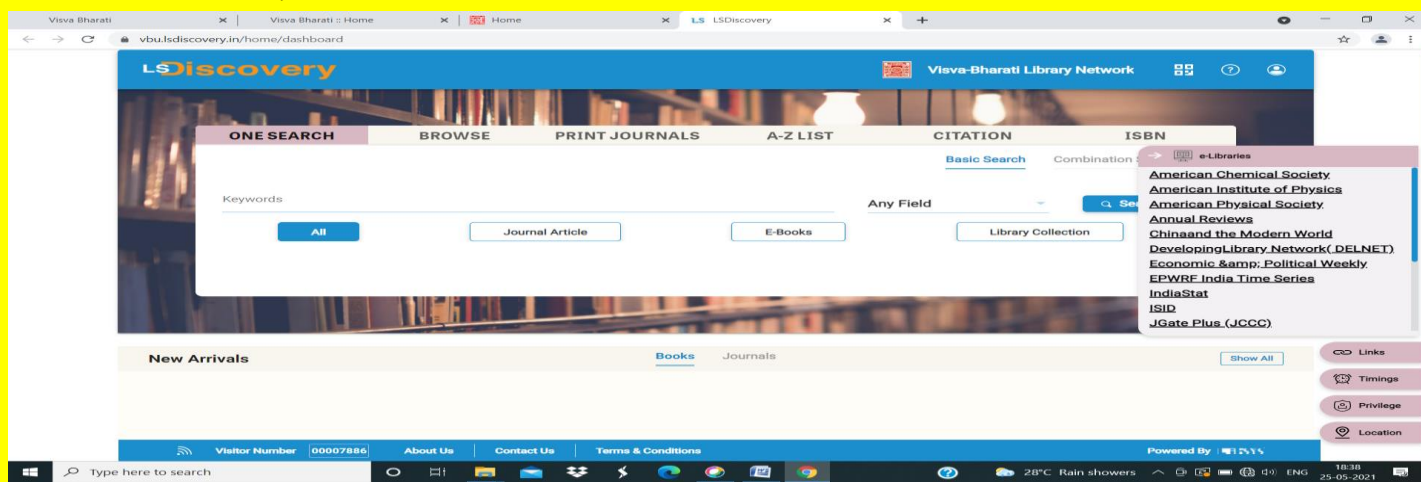 Visva Bharati
Visva Bharati :: Home
Home
LS LSDiscovery
vbu.lsdiscovery.in/home/dashboard
LSDiscovery
Visva-Bharati Library Network
ONE SEARCH BROWSE PRINT JOURNALS A-Z LIST CITATION ISBN
Basic Search Combination
Keywords
Any Field
All Journal Article E-Books Library Collection
e-Libraries
American Chemical Society
American Institute of Physics
American Physical Society
Annual Reviews
Chinaand the Modern World
DevelopingLibrary Network( DELNET)
Economic &amp; Political Weekly
EPWRF India Time Series
IndiaStat
ISID
JGate Plus (JCCC)
New Arrivals Books Journals Show All
Links
Timings
Privilege
Location
Visitor Number 00007886 About Us Contact Us Terms & Conditions Powered By
Type here to search
28°C Rain showers ENG
18:38
25-05-2021